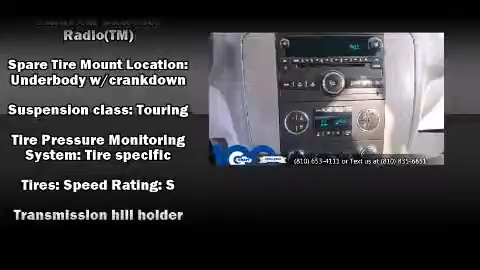 Radio(TM)
Spare Tire Mount Location:
Underbody w/crankdown
Suspension class: Touring
Tire Pressure Monitoring
System: Tire specific
Tires: Speed Rating: S
Transmission hill holder
(810) 653-4111 or Text us at (810) 835-6831